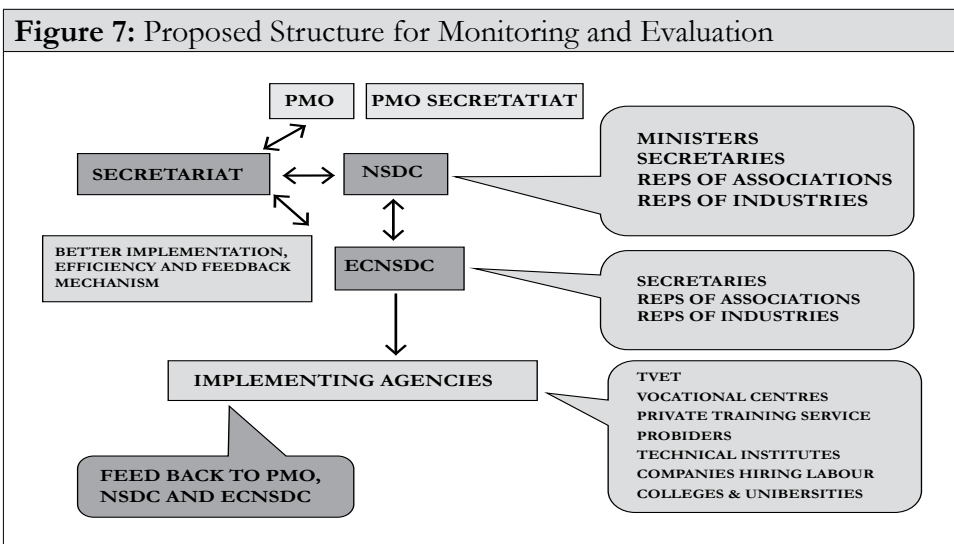 Figure 7: Proposed Structure for Monitoring and Evaluation
PMO
PMO SECRETATIAT
SECRETARIAT
NSDC
MINISTERS
SECRETARIES
REPS OF ASSOCIATIONS
REPS OF INDUSTRIES
BETTER IMPLEMENTATION,
EFFICIENCY AND FEEDBACK
MECHANISM
ECNSDC
SECRETARIES
REPS OF ASSOCIATIONS
REPS OF INDUSTRIES
IMPLEMENTING AGENCIES
TVET
VOCATIONAL CENTRES
PRIVATE TRAINING SERVICE
PROBIDERS
TECHNICAL INSTITUTES
COMPANIES HIRING LABOUR
COLLEGES & UNIBERSITIES
FEED BACK TO PMO,
NSDC AND ECNSDC